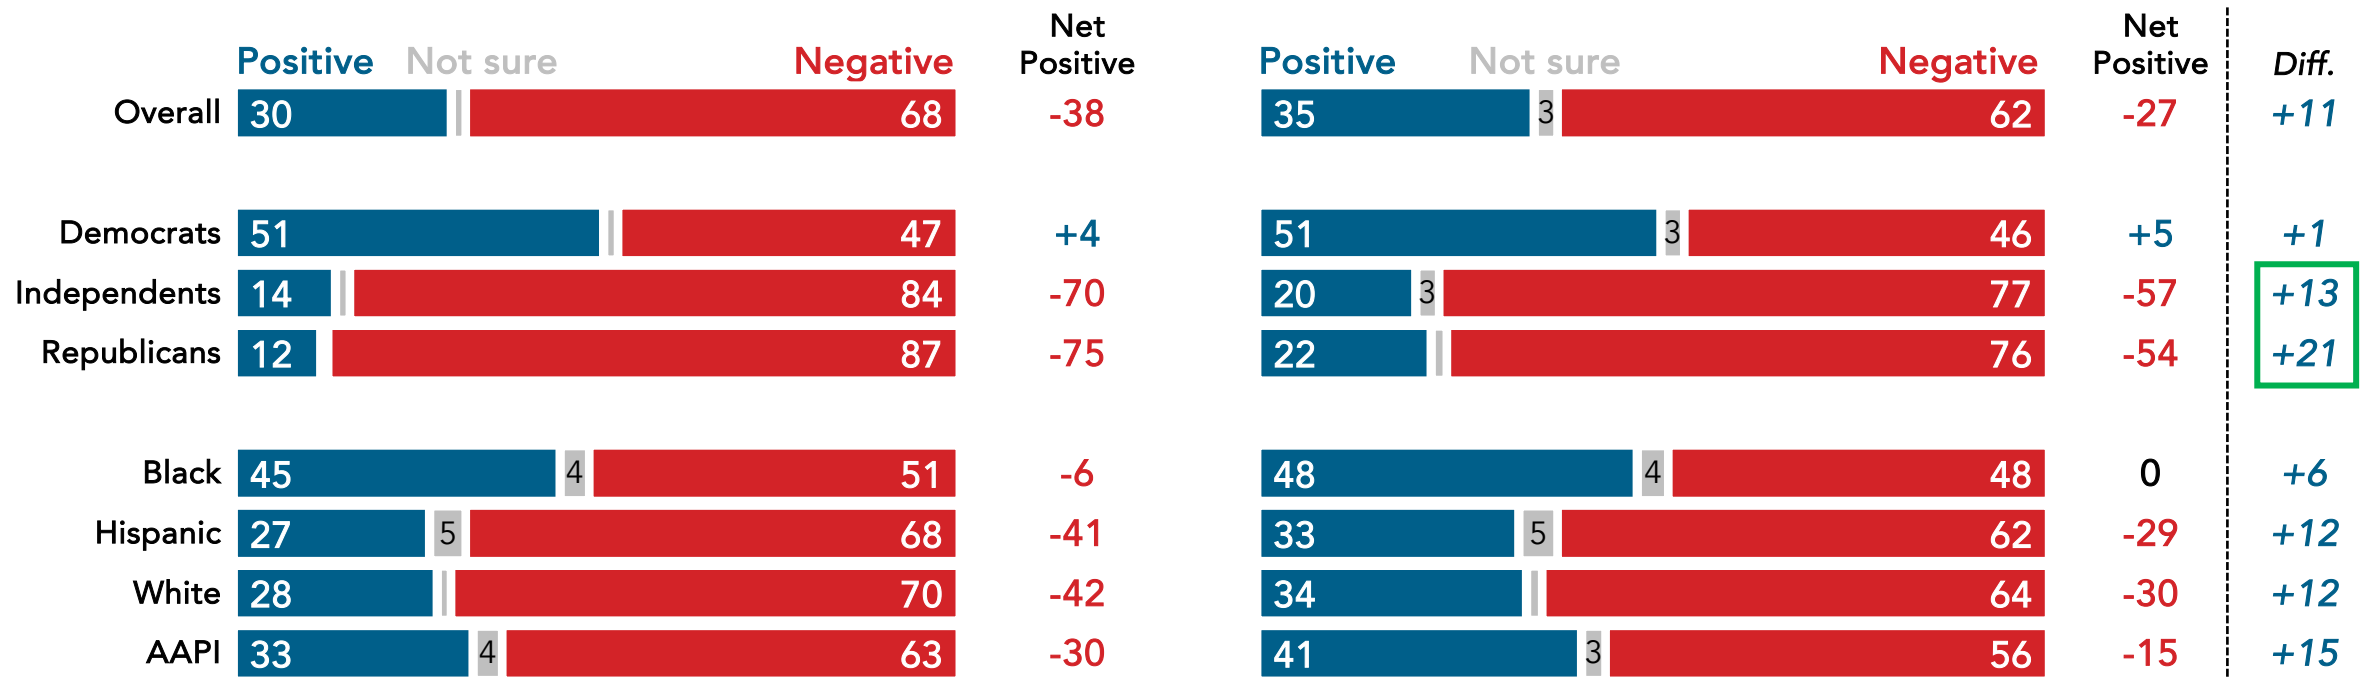 Net Net
Positive Not sure Negative Positive Positive Not sure Negative Positive Diff.
Overall 30 68 -38 35 3 62 -27 +11
Democrats 51 47 +4 51 3 46 +5 +1
Independents 14 84 -70 20 3 77 -57 +13
Republicans 12 87 -75 22 76 -54 +21
Black 45 4 51 -6 48 4 48 0 +6
Hispanic 27 5 68 -41 33 5 62 -29 +12
White 28 70 -42 34 64 -30 +12
AAPI 33 4 63 -30 41 3 56 -15 +15